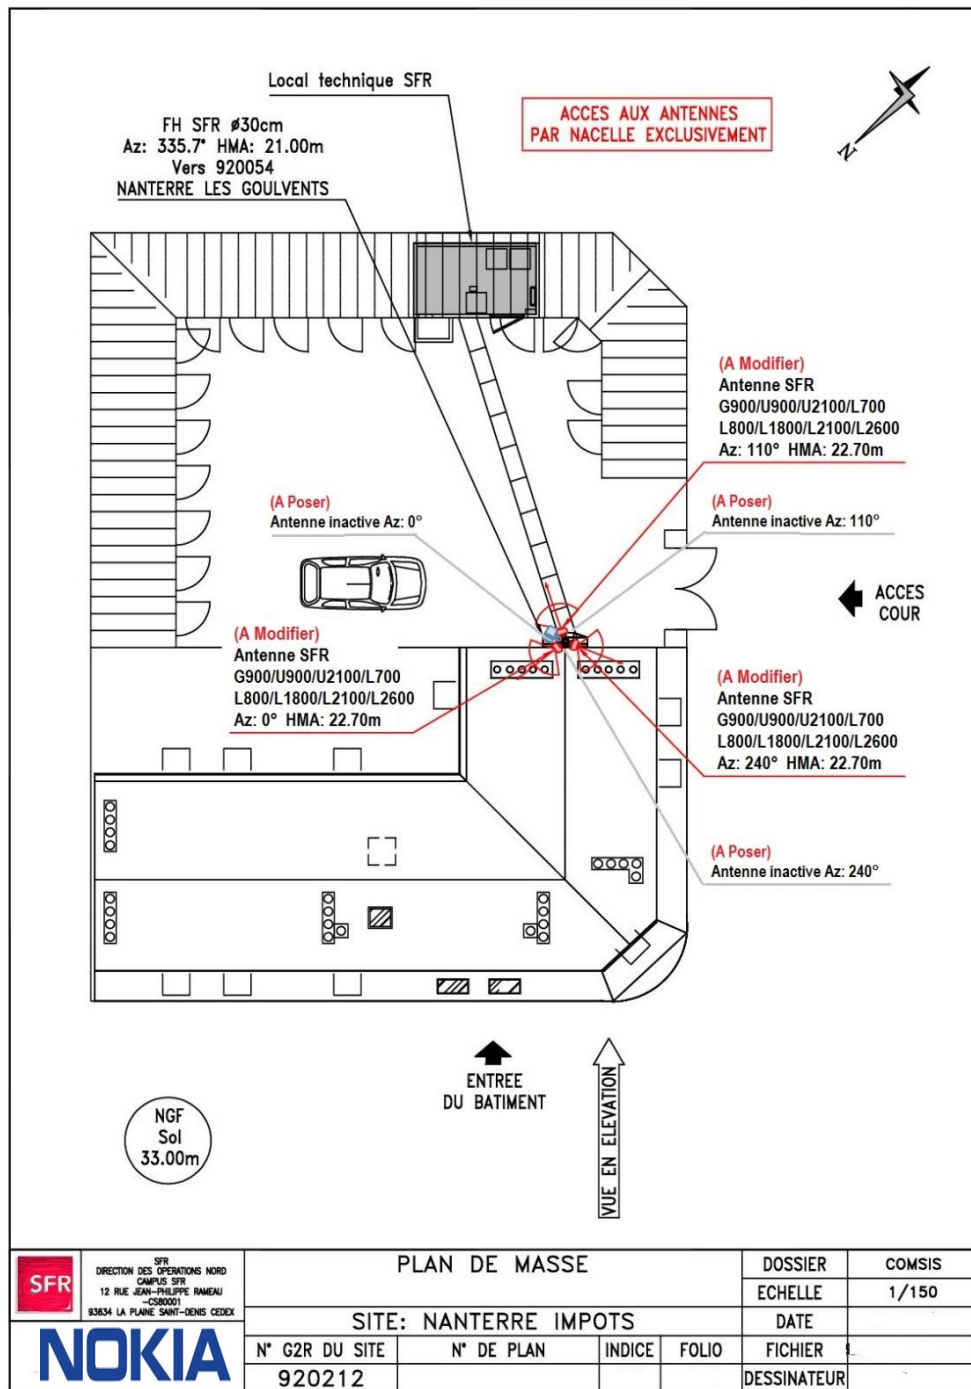 Local technique SFR
ACCES AUX ANTENNES
PAR NACELLE EXCLUSIVEMENT
FH SFR ø30cm
Az: 335.7° HMA: 21.00m
Vers 920054
NANTERRE LES GOULVENTS
N
(A Modifier)
Antenne SFR
G900/U900/U2100/L700
L800/L1800/L2100/L2600
Az: 110° HMA: 22.70m
(A Poser)
Antenne inactive Az: 0°
(A Poser)
Antenne inactive Az: 110°
ACCES
COUR
(A Modifier)
Antenne SFR
G900/U900/U2100/L700
L800/L1800/L2100/L2600
Az: 0° HMA: 22.70m
(A Modifier)
Antenne SFR
G900/U900/U2100/L700
L800/L1800/L2100/L2600
Az: 240° HMA: 22.70m
(A Poser)
Antenne inactive Az: 240°
ENTREE
DU BATIMENT
VUE EN ELEVATION
NGF
Sol
33.00m
SFR
SFR
DIRECTION DES OPERATIONS NORD
CAMPUS SFR
12 RUE JEAN-PHILIPPE RAMEAU
-CS80001
93634 LA PLAINE SAINT-DENIS CEDEX
NOKIA
PLAN DE MASSE
SITE: NANTERRE IMPOTS
N° G2R DU SITE
920212
N° DE PLAN
INDICE
FOLIO
DOSSIER COMSIS
ECHELLE 1/150
DATE
FICHIER
DESSINATEUR